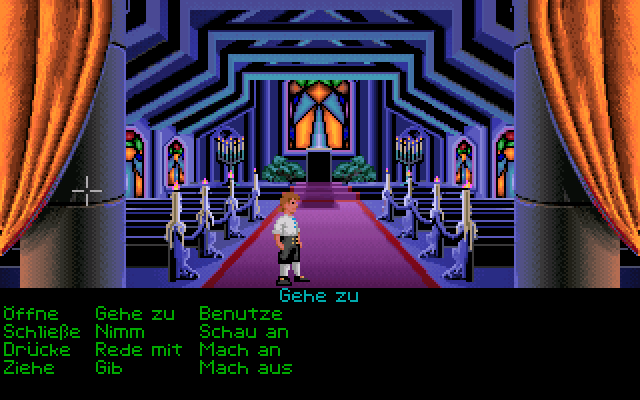 Gehe zu
Öffne Gehe zu Benutze
Schließe Nimm Schau an
Drücke Rede mit Mach an
Ziehe Gib Mach aus